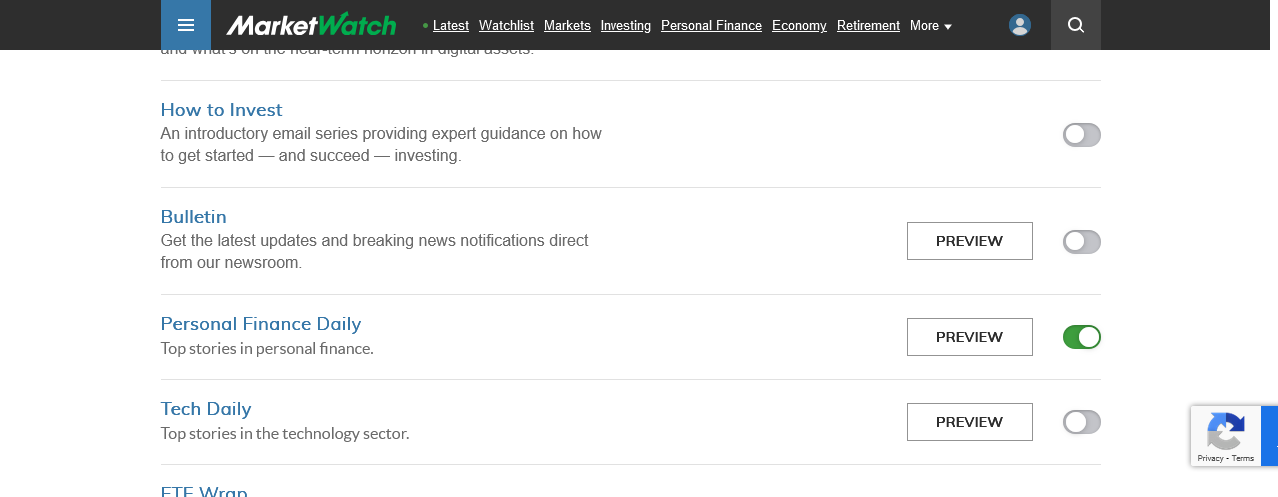 MarketWatch
Latest Watchlist Markets Investing Personal Finance Economy Retirement More
and what's on the near-term horizon in digital assets.
How to Invest
An introductory email series providing expert guidance on how
to get started — and succeed — investing.
Bulletin
Get the latest updates and breaking news notifications direct
from our newsroom.
PREVIEW
Personal Finance Daily
Top stories in personal finance.
PREVIEW
Tech Daily
Top stories in the technology sector.
PREVIEW
Privacy - Terms
ETF Wrap